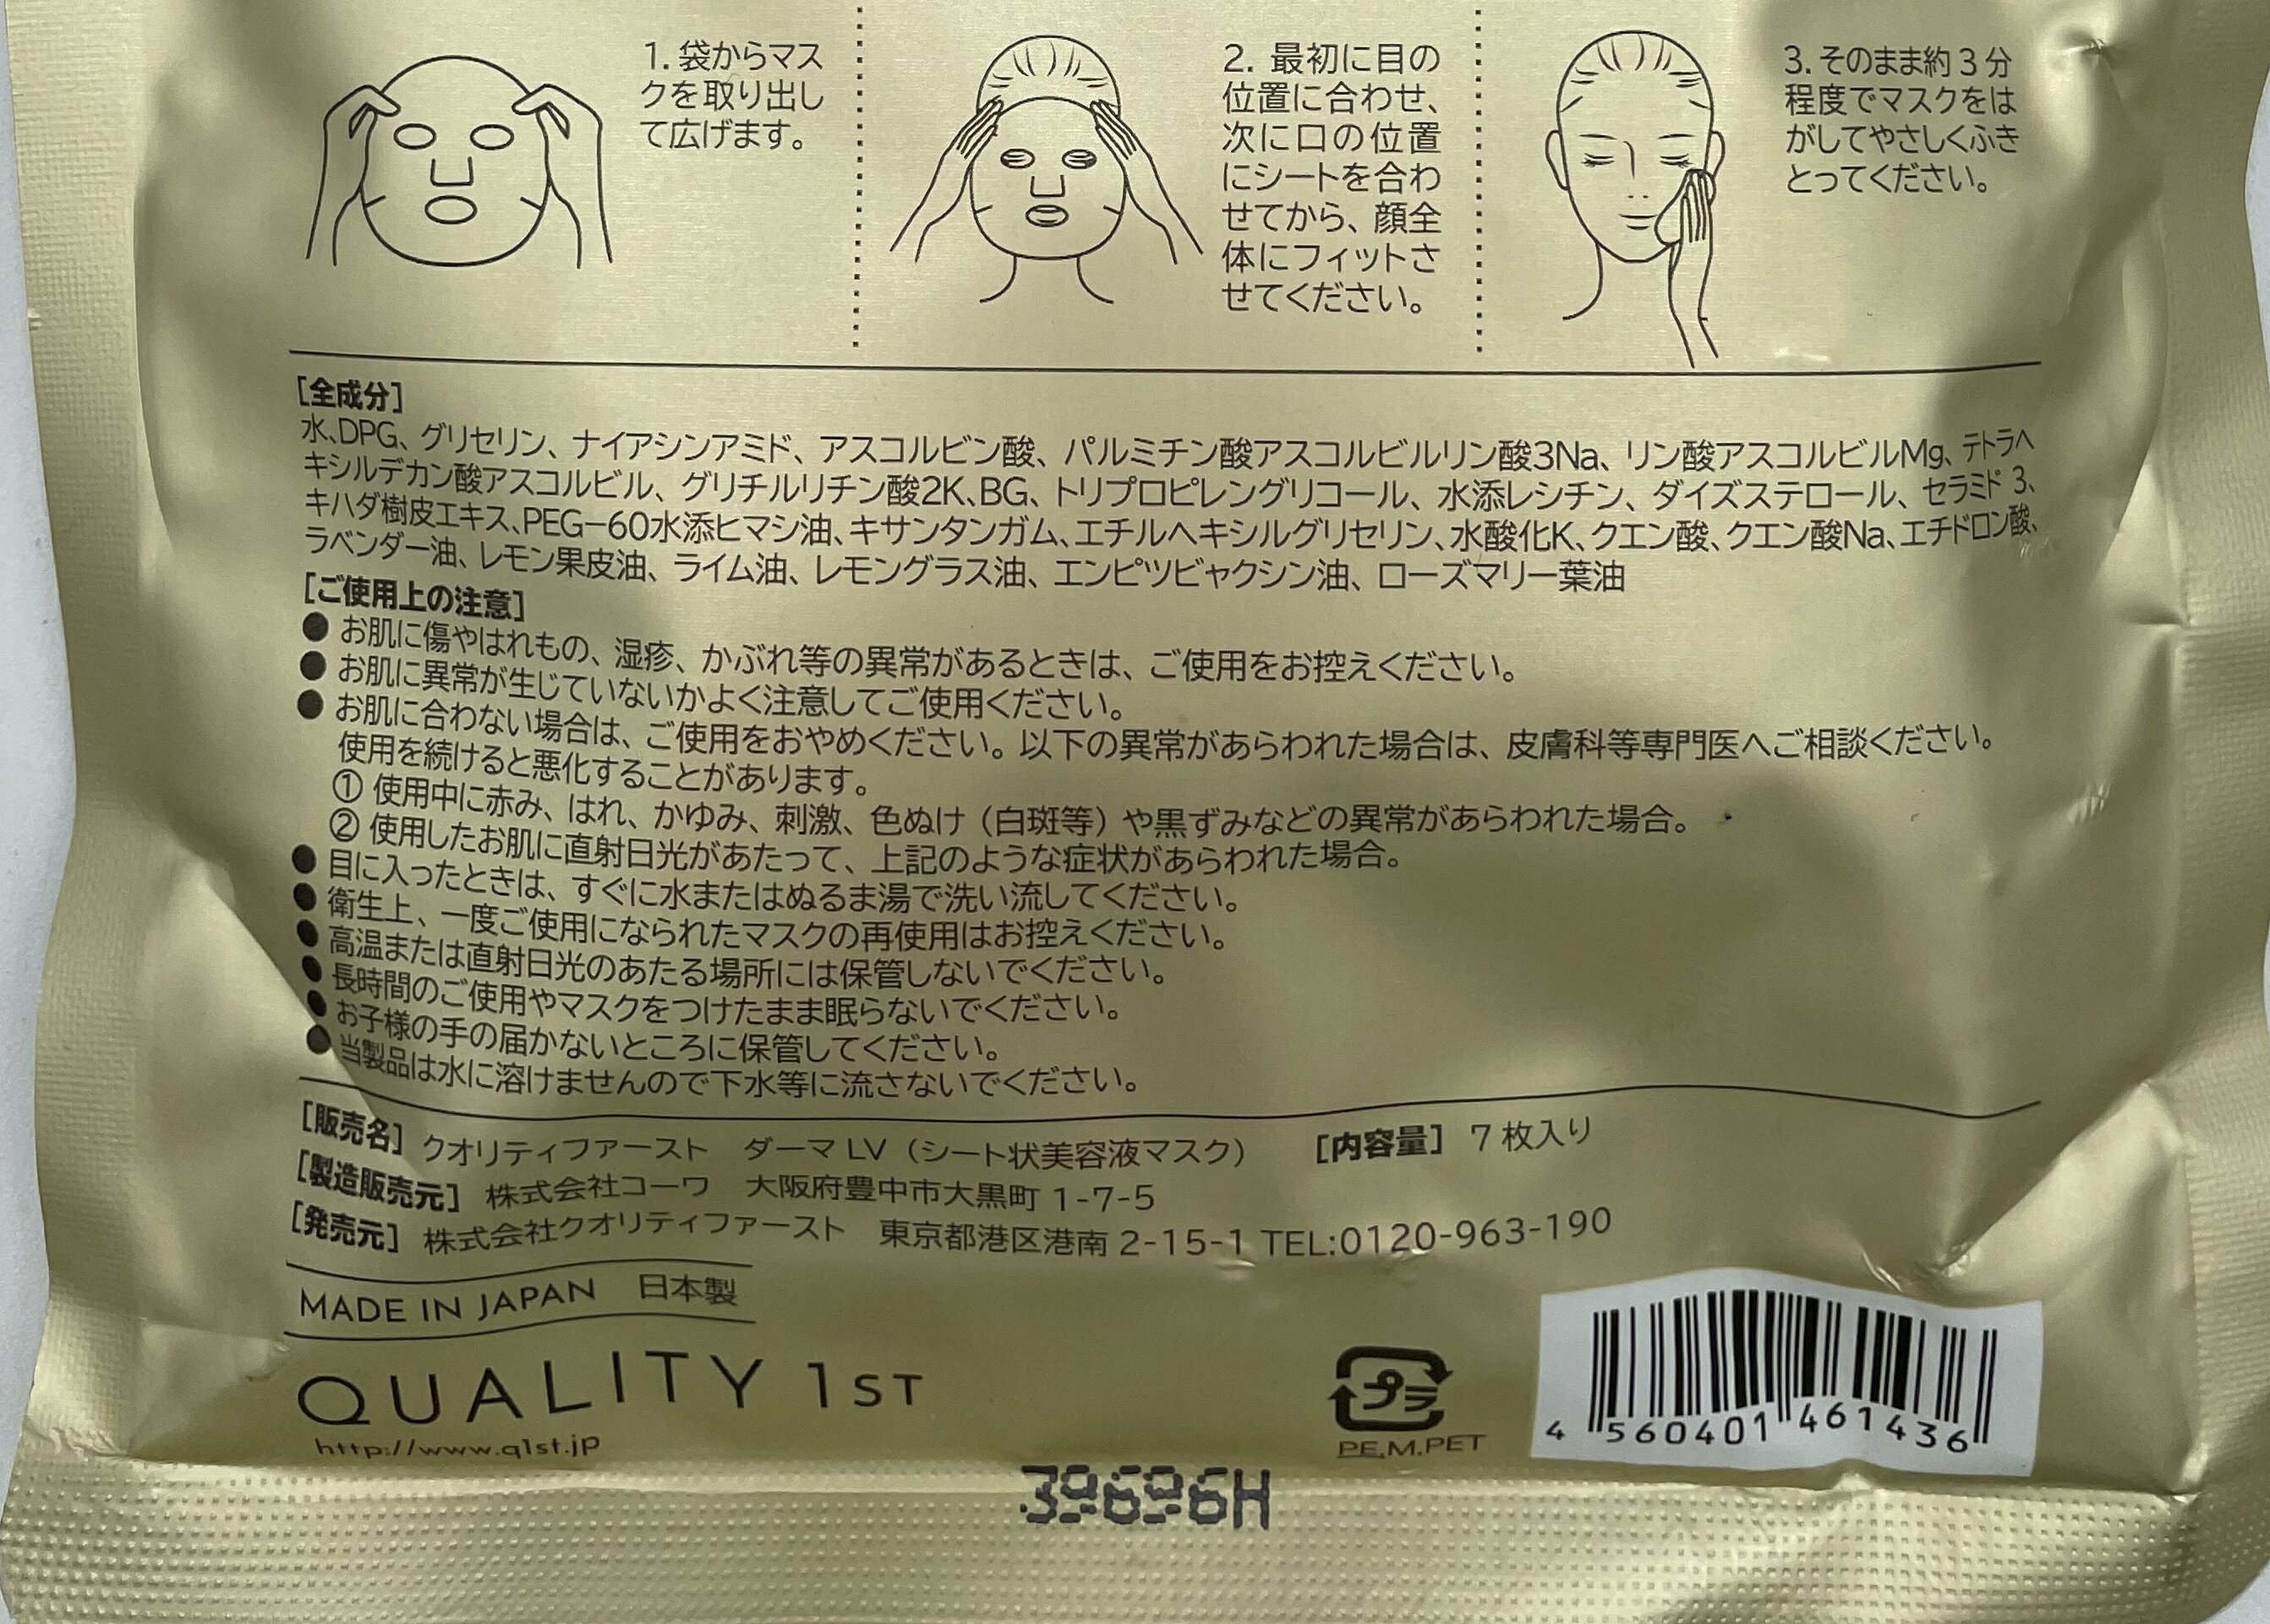 1. 袋からマス
クを取り出し
て広げます。
2. 最初に目の
位置に合わせ、
次に口の位置
にシートを合わ
せてから、顔全
体にフィットさ
せてください。
3. そのまま約3分
程度でマスクをは
がしてやさしくふき
とってください。
[全成分]
水、DPG、グリセリン、ナイアシンアミド、アスコルビン酸、パルミチン酸アスコルビルリン酸3Na、リン酸アスコルビルMg、テトラヘ
キシルデカン酸アスコルビル、グリチルリチン酸2K、BG、トリプロピレングリコール、水添レシチン、ダイズステロール、セラミド3、
キハダ樹皮エキス、PEG-60水添ヒマシ油、キサンタンガム、エチルヘキシルグリセリン、水酸化K、クエン酸、クエン酸Na、エチドロン酸、
ラベンダー油、レモン果皮油、ライム油、レモングラス油、エンピツビャクシン油、ローズマリー葉油
[ご使用上の注意]
● お肌に傷やはれもの、湿疹、かぶれ等の異常があるときは、ご使用をお控えください。
● お肌に異常が生じていないかよく注意してご使用ください。
● お肌に合わない場合は、ご使用をおやめください。以下の異常があらわれた場合は、皮膚科等専門医へご相談ください。
使用を続けると悪化することがあります。
① 使用中に赤み、はれ、かゆみ、刺激、色ぬけ（白斑等）や黒ずみなどの異常があらわれた場合。
② 使用したお肌に直射日光があたって、上記のような症状があらわれた場合。
● 目に入ったときは、すぐに水またはぬるま湯で洗い流してください。
● 衛生上、一度ご使用になられたマスクの再使用はお控えください。
● 高温または直射日光のあたる場所には保管しないでください。
● 長時間のご使用やマスクをつけたまま眠らないでください。
● お子様の手の届かないところに保管してください。
● 当製品は水に溶けませんので下水等に流さないでください。
[販売名] クオリティファースト ダーマ LV（シート状美容液マスク） [内容量] 7枚入り
[製造販売元] 株式会社コーワ 大阪府豊中市大黒町 1-7-5
[発売元] 株式会社クオリティファースト 東京都港区港南 2-15-1 TEL:0120-963-190
MADE IN JAPAN 日本製
QUALITY 1ST
http://www.q1st.jp
プラ
PE,M.PET
4 560401 461436
39696H